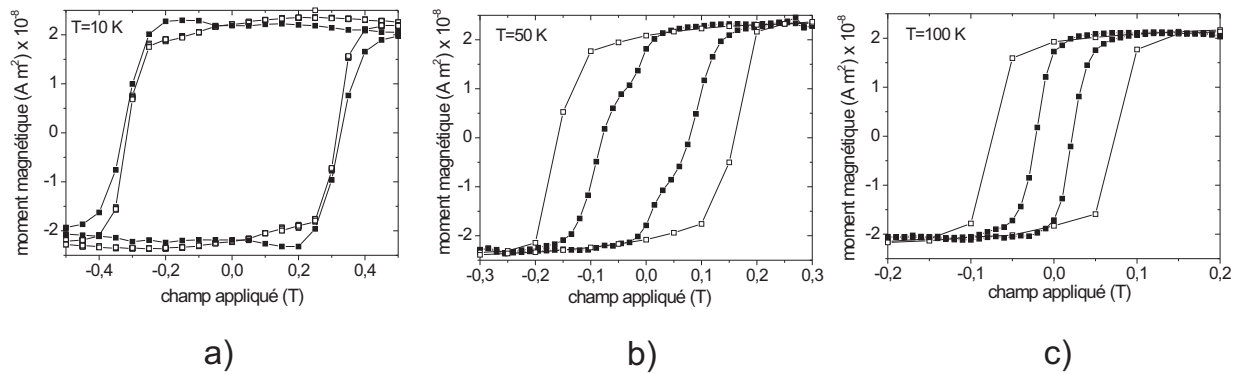 T=10 K
moment magnétique (A m²) x 10⁻⁸
2
1
0
-1
-2
-0,4 -0,2 0,0 0,2 0,4
champ appliqué (T)
a)
T=50 K
moment magnétique (A m²) x 10⁻⁸
2
1
0
-1
-2
-0,3 -0,2 -0,1 0,0 0,1 0,2 0,3
champ appliqué (T)
b)
T=100 K
moment magnétique (A m²) x 10⁻⁸
2
1
0
-1
-2
-0,2 -0,1 0,0 0,1 0,2
champ appliqué (T)
c)